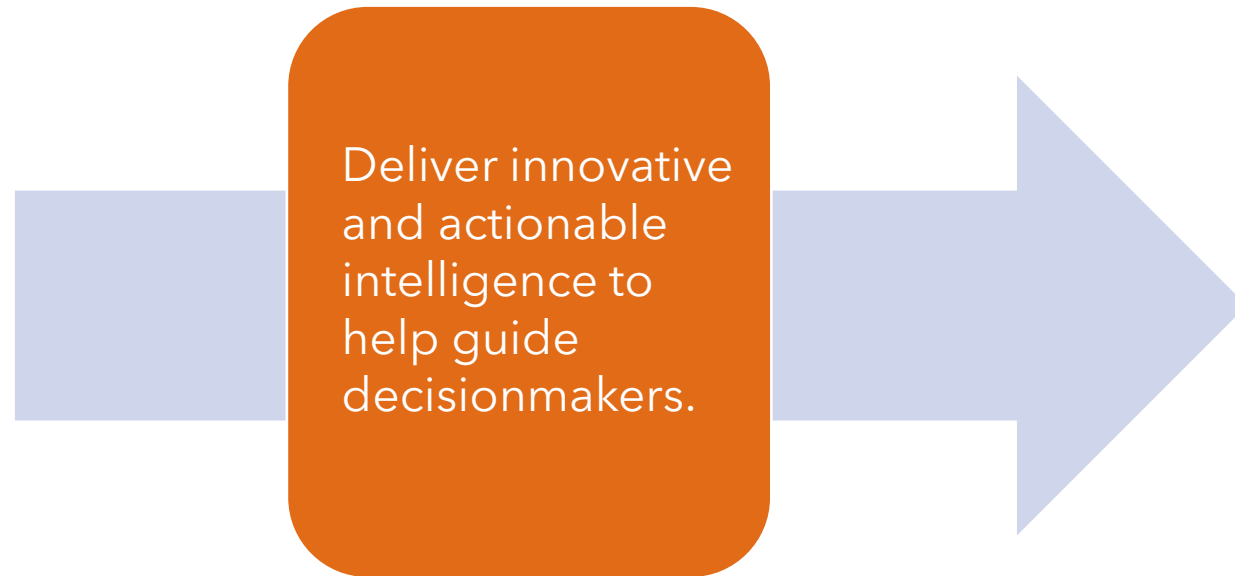 Deliver innovative
and actionable
intelligence to
help guide
decisionmakers.